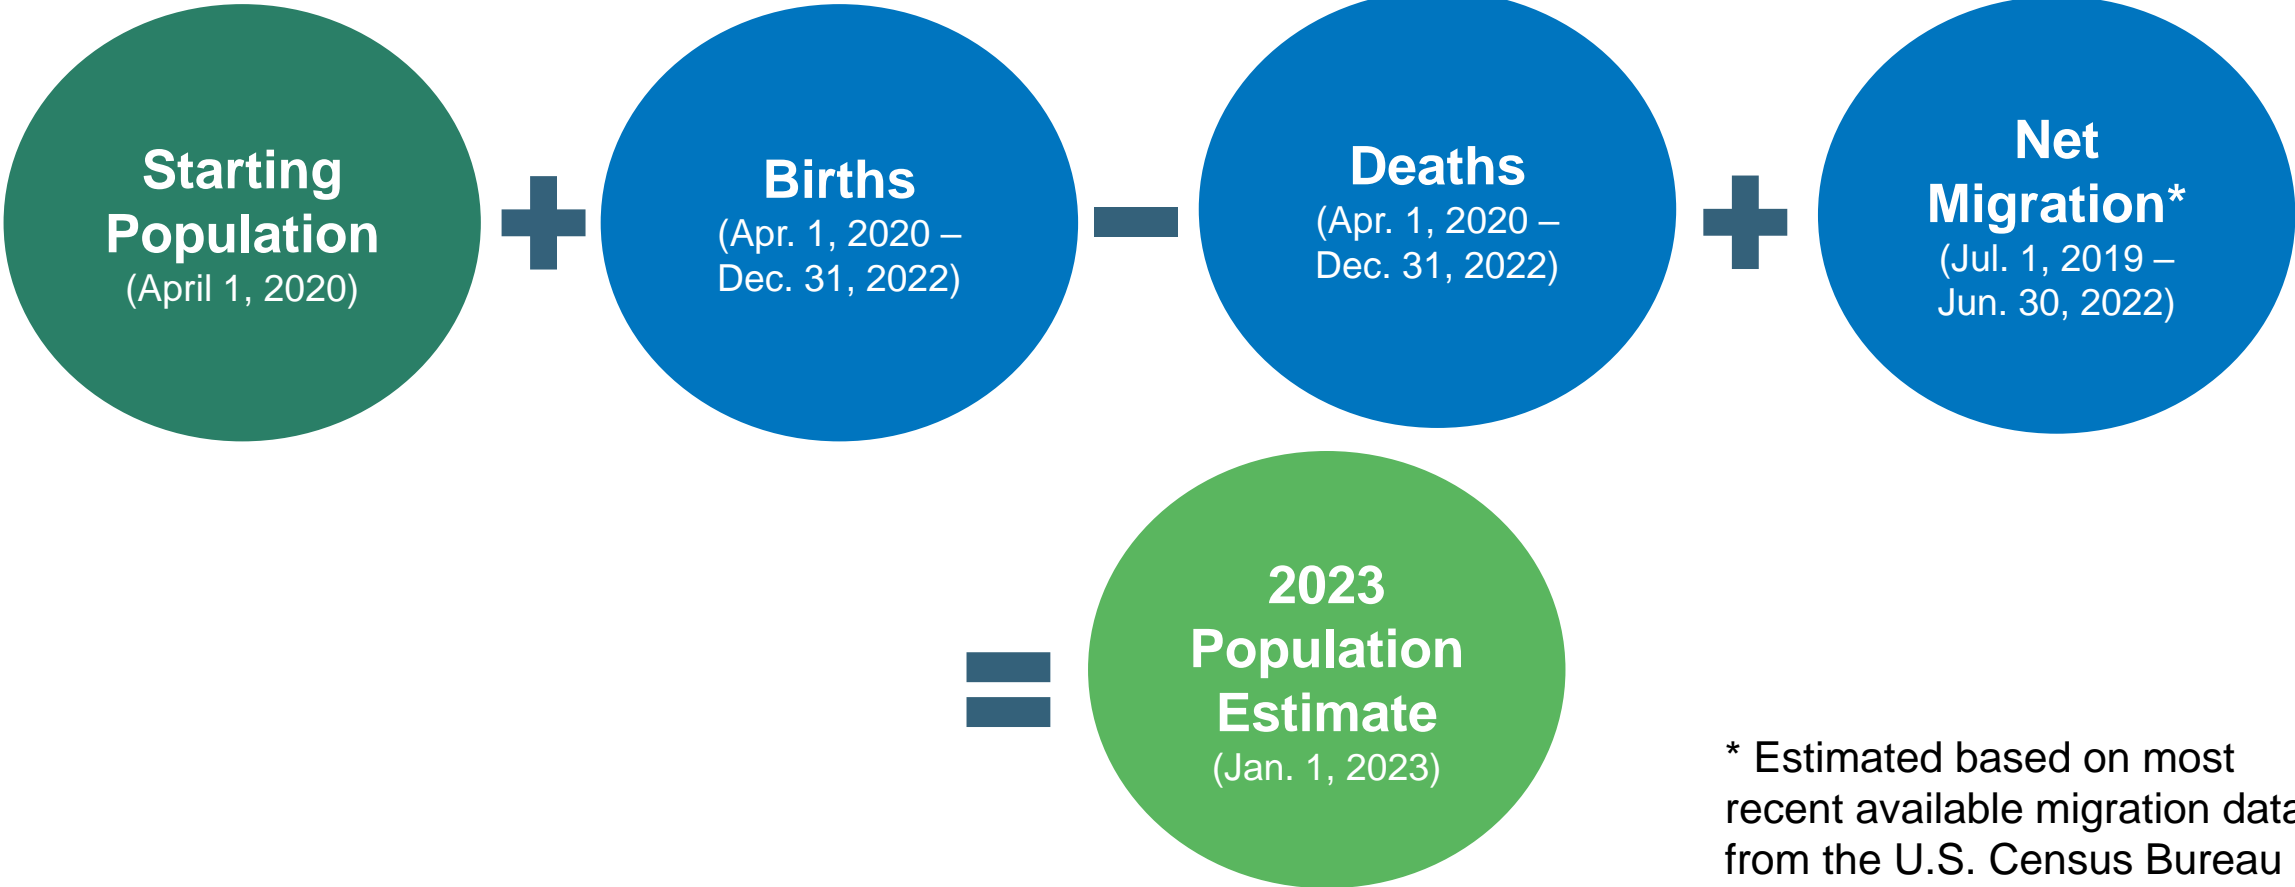 Starting
Population
(April 1, 2020)
Births
(Apr. 1, 2020 –
Dec. 31, 2022)
Deaths
(Apr. 1, 2020 –
Dec. 31, 2022)
Net
Migration*
(Jul. 1, 2019 –
Jun. 30, 2022)
2023
Population
Estimate
(Jan. 1, 2023)
* Estimated based on most
recent available migration data
from the U.S. Census Bureau